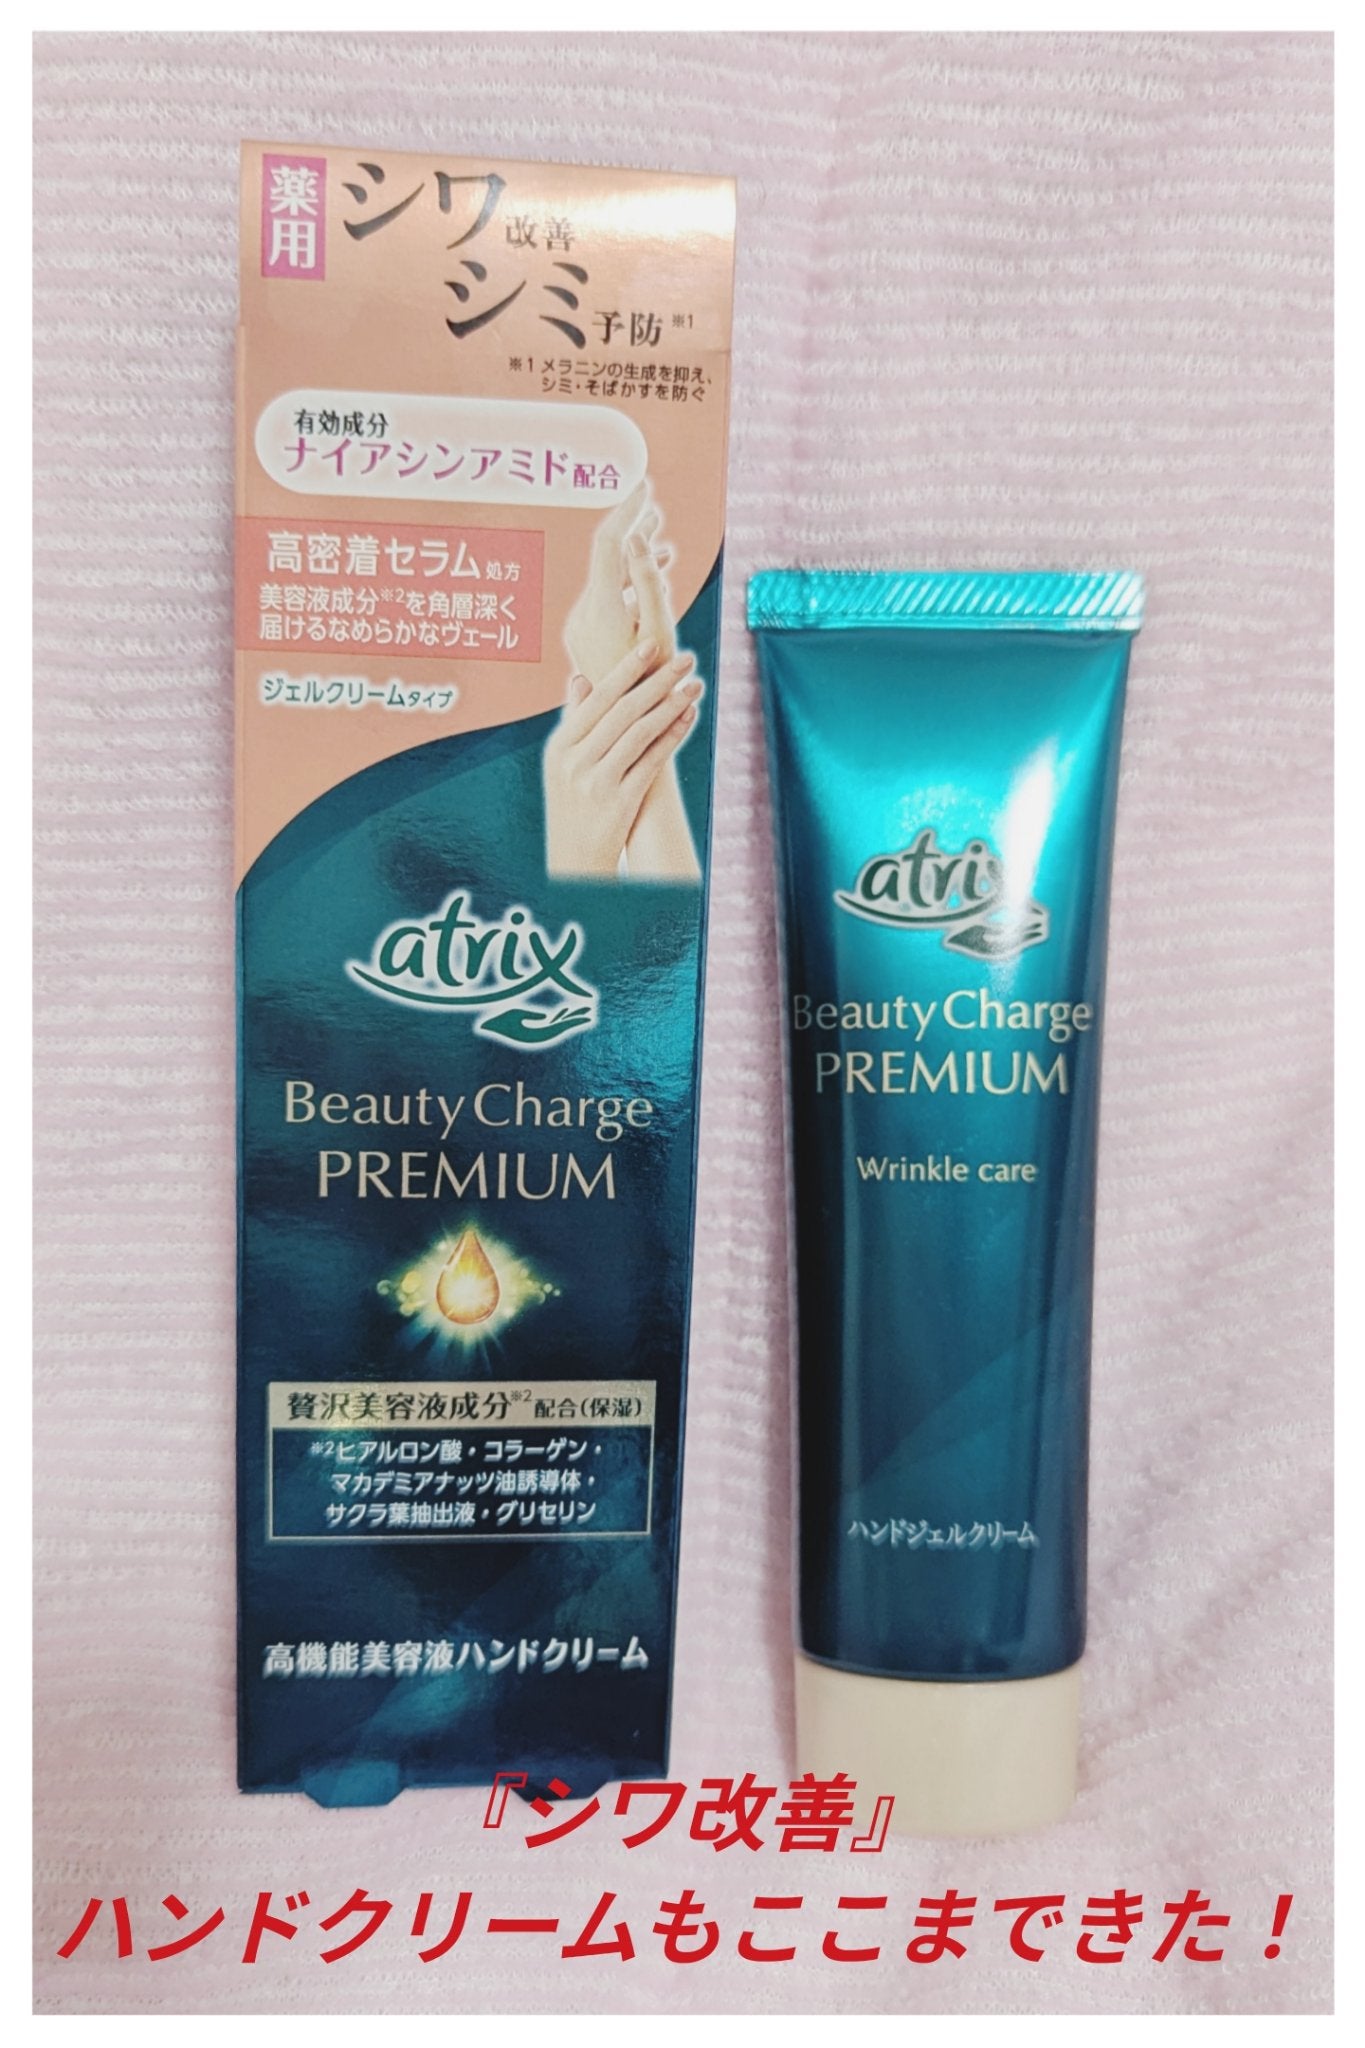 薬用
シワ改善
シミ予防※1
※1 メラニンの生成を抑え、
シミ・そばかすを防ぐ
有効成分
ナイアシンアミド配合
高密着セラム処方
美容液成分※2を角層深く
届けるなめらかなヴェール
ジェルクリームタイプ
atrix
Beauty Charge
PREMIUM
贅沢美容液成分※2配合(保湿)
※2ヒアルロン酸・コラーゲン・
マカデミアナッツ油誘導体・
サクラ葉抽出液・グリセリン
高機能美容液ハンドクリーム
atrix
Beauty Charge
PREMIUM
Wrinkle care
ハンドジェルクリーム
『シワ改善』
ハンドクリームもここまできた！